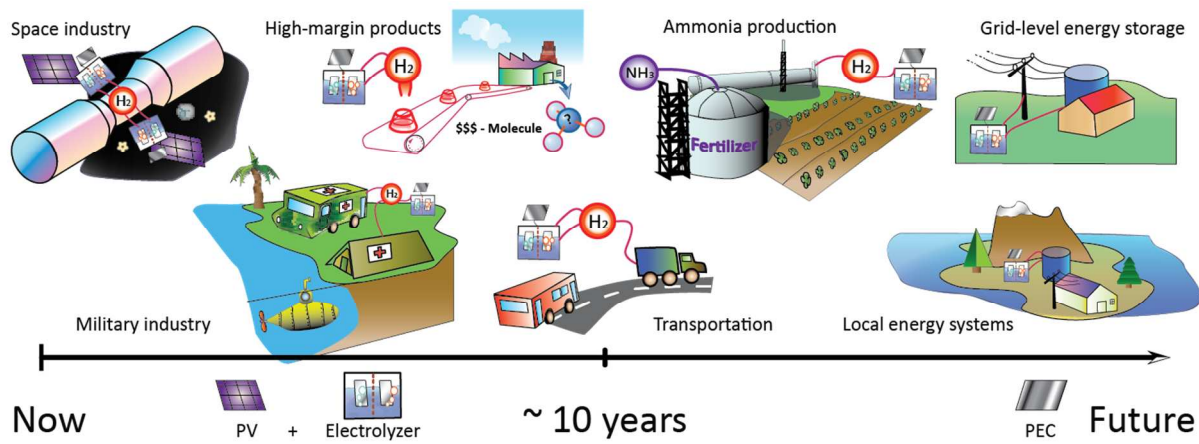 Space industry
High-margin products
Ammonia production
Grid-level energy storage
H₂
H₂
NH₃
H₂
$$$ - Molecule
?
Fertilizer
H₂
H₂
Military industry
Transportation
Local energy systems
Now
PV + Electrolyzer
~ 10 years
PEC
Future